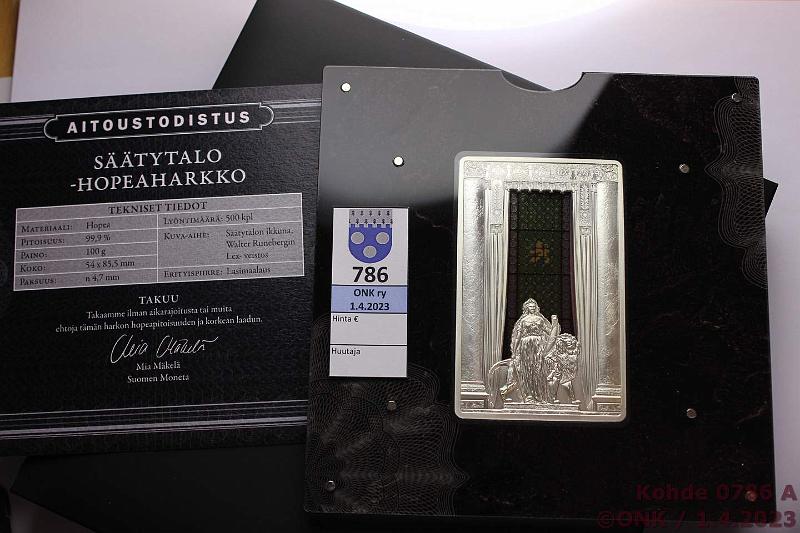 AITOUSTODISTUS
SÄÄTYTALO
-HOPEAHARKKO
TEKNISET TIEDOT
MATERIAALI: Hopea
PITOISUUS: 99,9 %
PAINO: 100 g
KOKO: 54 x 85,5 mm
PAKSUUS: n 4,7 mm
LYÖNTIMÄÄRÄ: 500 kpl
KUVA-AIHE: Säätytalon ikkuna,
Walter Runebergin
Lex- veistos
ERITYISPIIRRE: Lasimaalaus
TAKUU
Takaamme ilman aikarajoitusta tai muita
ehtoja tämän harkon hopeapitoisuuden ja korkean laadun.
Mia Mäkelä
Mia Mäkelä
Suomen Moneta
786
ONK ry
1.4.2023
Hinta €
Huutaja
Kohde 0786 A
©ONK / 1.4.2023